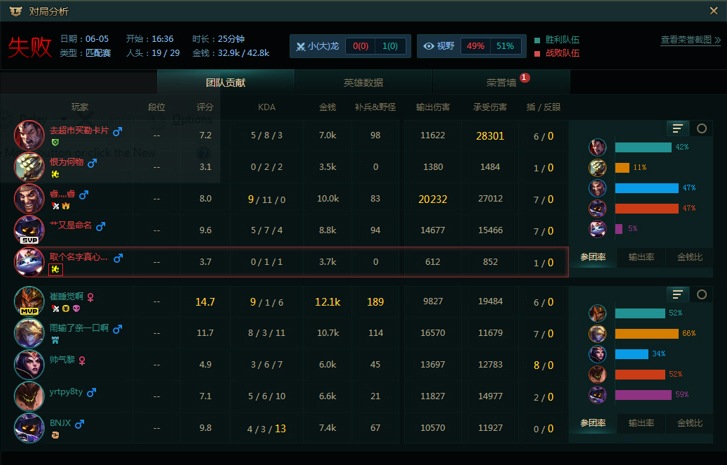 对局分析
失败
日期：06-05 开始：16:36 时长：25分钟
类型：匹配赛 人头：19 / 29 金钱：32.9k / 42.8k
小(大)龙 0(0) 1(0)
视野 49% 51%
胜利队伍
战败队伍
查看荣誉截图
团队贡献 英雄数据 荣誉墙 1
玩家 段位 评分 KDA 金钱 补兵&野怪 输出伤害 承受伤害 插 / 反眼
去超市买勒卡片 -- 7.2 5 / 8 / 3 7.0k 98 11622 28301 6 / 0
恨为何物 -- 3.1 0 / 2 / 2 3.5k 0 1380 1484 1 / 0
睿....睿 -- 8.0 9 / 11 / 0 10.0k 83 20232 27012 7 / 0
艹又是命名 SVP -- 9.6 5 / 7 / 4 8.8k 94 14677 15466 7 / 0
取个名字真心... -- 3.7 0 / 1 / 1 3.7k 0 612 852 1 / 0
42%
11%
47%
47%
5%
参团率 输出率 金钱比
崔睡觉啊 MVP -- 14.7 9 / 1 / 6 12.1k 189 9827 19484 6 / 0
雨输了亲一口啊 -- 11.7 8 / 3 / 11 10.7k 114 16570 11679 7 / 0
帅气黎 -- 4.9 3 / 6 / 7 6.0k 45 13697 12783 8 / 0
yrtpy8ty -- 7.1 5 / 6 / 10 6.6k 21 11827 14977 2 / 0
BNJX -- 9.8 4 / 3 / 13 7.4k 67 10570 11927 0 / 0
52%
66%
34%
52%
59%
参团率 输出率 金钱比